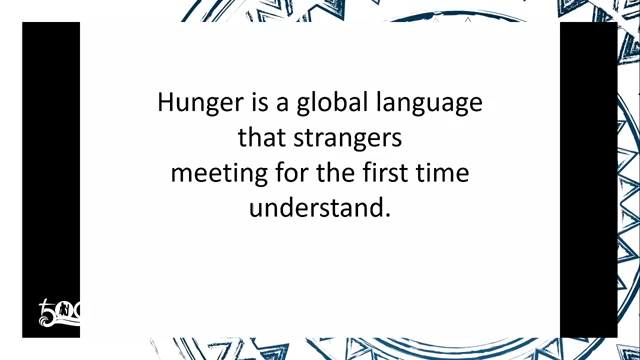 Hunger is a global language
that strangers
meeting for the first time
understand.